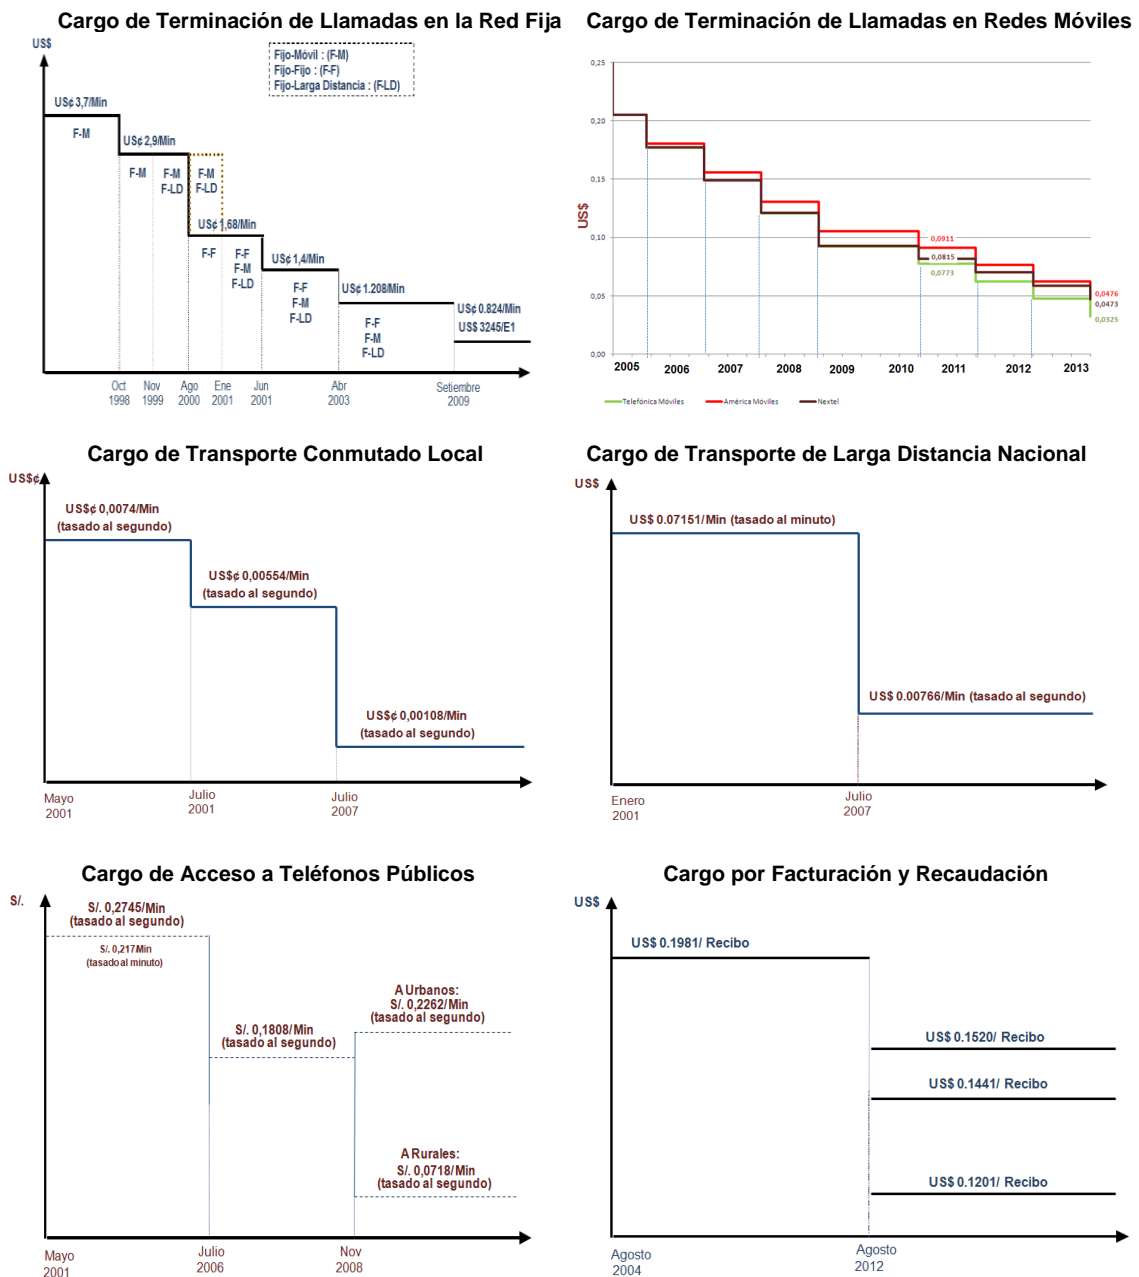 Cargo de Terminación de Llamadas en la Red Fija
US$
Fijo-Móvil : (F-M)
Fijo-Fijo : (F-F)
Fijo-Larga Distancia : (F-LD)
US¢ 3,7/Min
F-M
US¢ 2,9/Min
F-M
F-M
F-LD
F-M
F-LD
US¢ 1,68/Min
F-F
F-F
F-M
F-LD
US¢ 1,4/Min
F-F
F-M
F-LD
US¢ 1.208/Min
F-F
F-M
F-LD
US¢ 0.824/Min
US$ 3245/E1
Oct
1998
Nov
1999
Ago
2000
Ene
2001
Jun
2001
Abr
2003
Setiembre
2009
Cargo de Terminación de Llamadas en Redes Móviles
0,25
0,20
0,15
0,10
0,05
0,00
US$
0,0911
0,0815
0,0773
0,0476
0,0473
0,0325
2005
2006
2007
2008
2009
2010
2011
2012
2013
Telefónica Móviles
América Móviles
Nextel
Cargo de Transporte Conmutado Local
US$¢
US$¢ 0,0074/Min
(tasado al segundo)
US$¢ 0,00554/Min
(tasado al segundo)
US$¢ 0,00108/Min
(tasado al segundo)
Mayo
2001
Julio
2001
Julio
2007
Cargo de Transporte de Larga Distancia Nacional
US$
US$ 0.07151/Min (tasado al minuto)
US$ 0.00766/Min (tasado al segundo)
Enero
2001
Julio
2007
Cargo de Acceso a Teléfonos Públicos
S/.
S/. 0,2745/Min
(tasado al segundo)
S/. 0,217Min
(tasado al minuto)
S/. 0,1808/Min
(tasado al segundo)
A Urbanos:
S/. 0,2262/Min
(tasado al segundo)
A Rurales:
S/. 0,0718/Min
(tasado al segundo)
Mayo
2001
Julio
2006
Nov
2008
Cargo por Facturación y Recaudación
US$
US$ 0.1981/ Recibo
US$ 0.1520/ Recibo
US$ 0.1441/ Recibo
US$ 0.1201/ Recibo
Agosto
2004
Agosto
2012